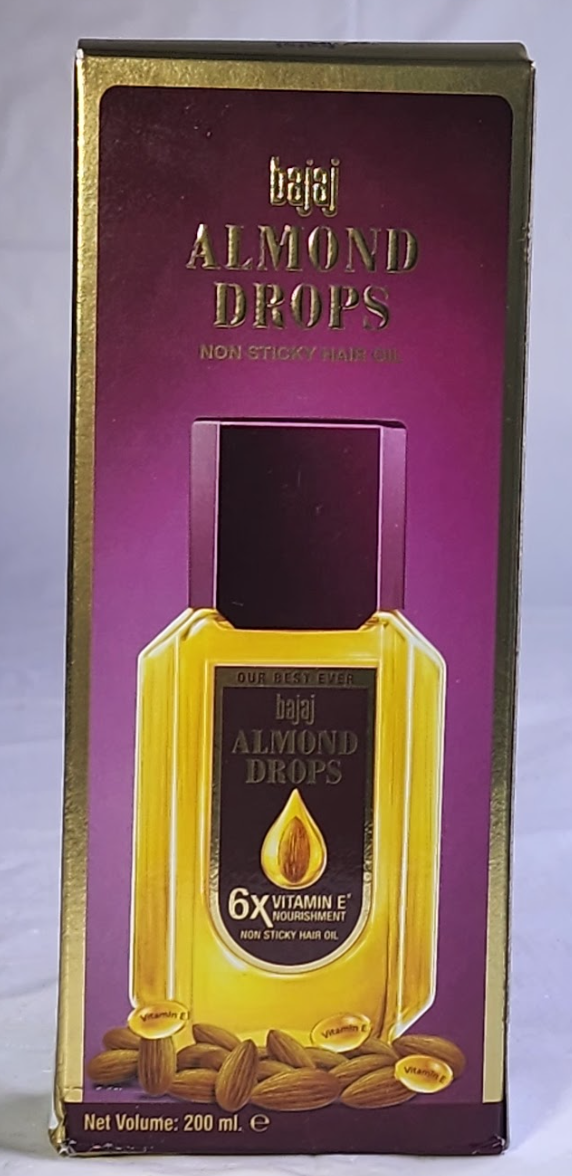 bajaj
ALMOND
DROPS
NON STICKY HAIR OIL
OUR BEST EVER
bajaj
ALMOND
DROPS
6X VITAMIN E*
NOURISHMENT
NON STICKY HAIR OIL
Vitamin E
Vitamin E
Vitamin E
Net Volume: 200 ml. ℮